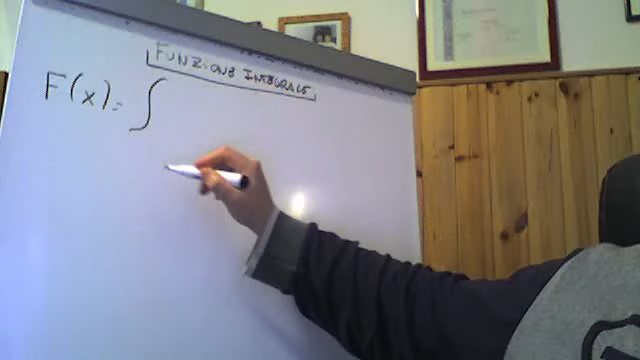 FUNZIONE INTEGRALE
F(x)= ∫